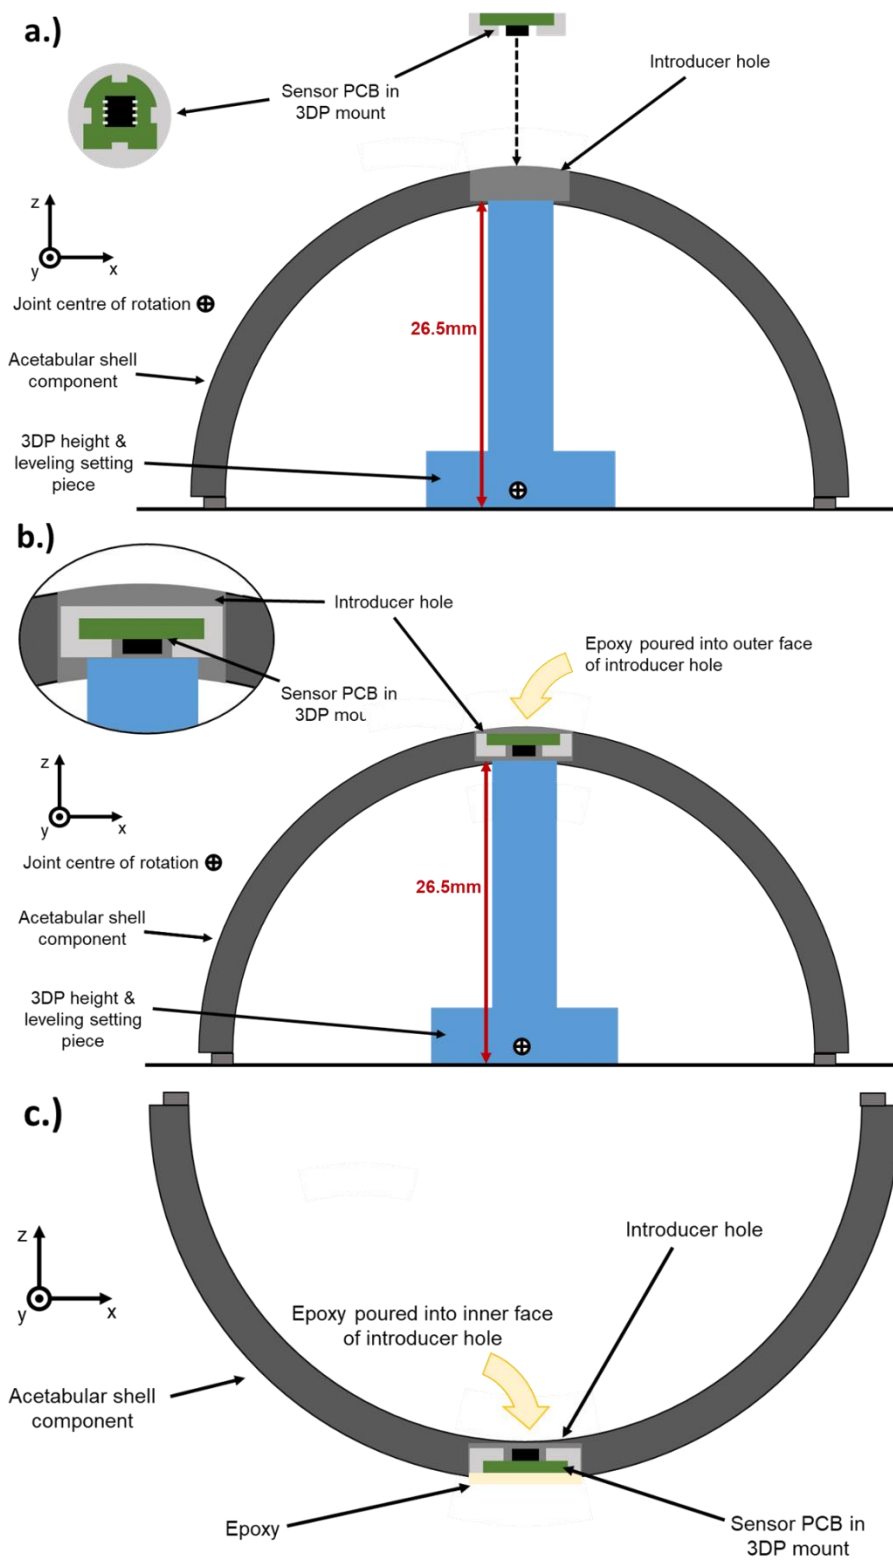 a.)
Sensor PCB in
3DP mount
Introducer hole
z
y
x
Joint centre of rotation
26.5mm
Acetabular shell
component
3DP height &
leveling setting
piece
b.)
Introducer hole
Epoxy poured into outer face
of introducer hole
Sensor PCB in
3DP mou
z
y
x
Joint centre of rotation
26.5mm
Acetabular shell
component
3DP height &
leveling setting
piece
c.)
z
y
x
Introducer hole
Epoxy poured into inner face
of introducer hole
Acetabular shell
component
Epoxy
Sensor PCB in
3DP mount